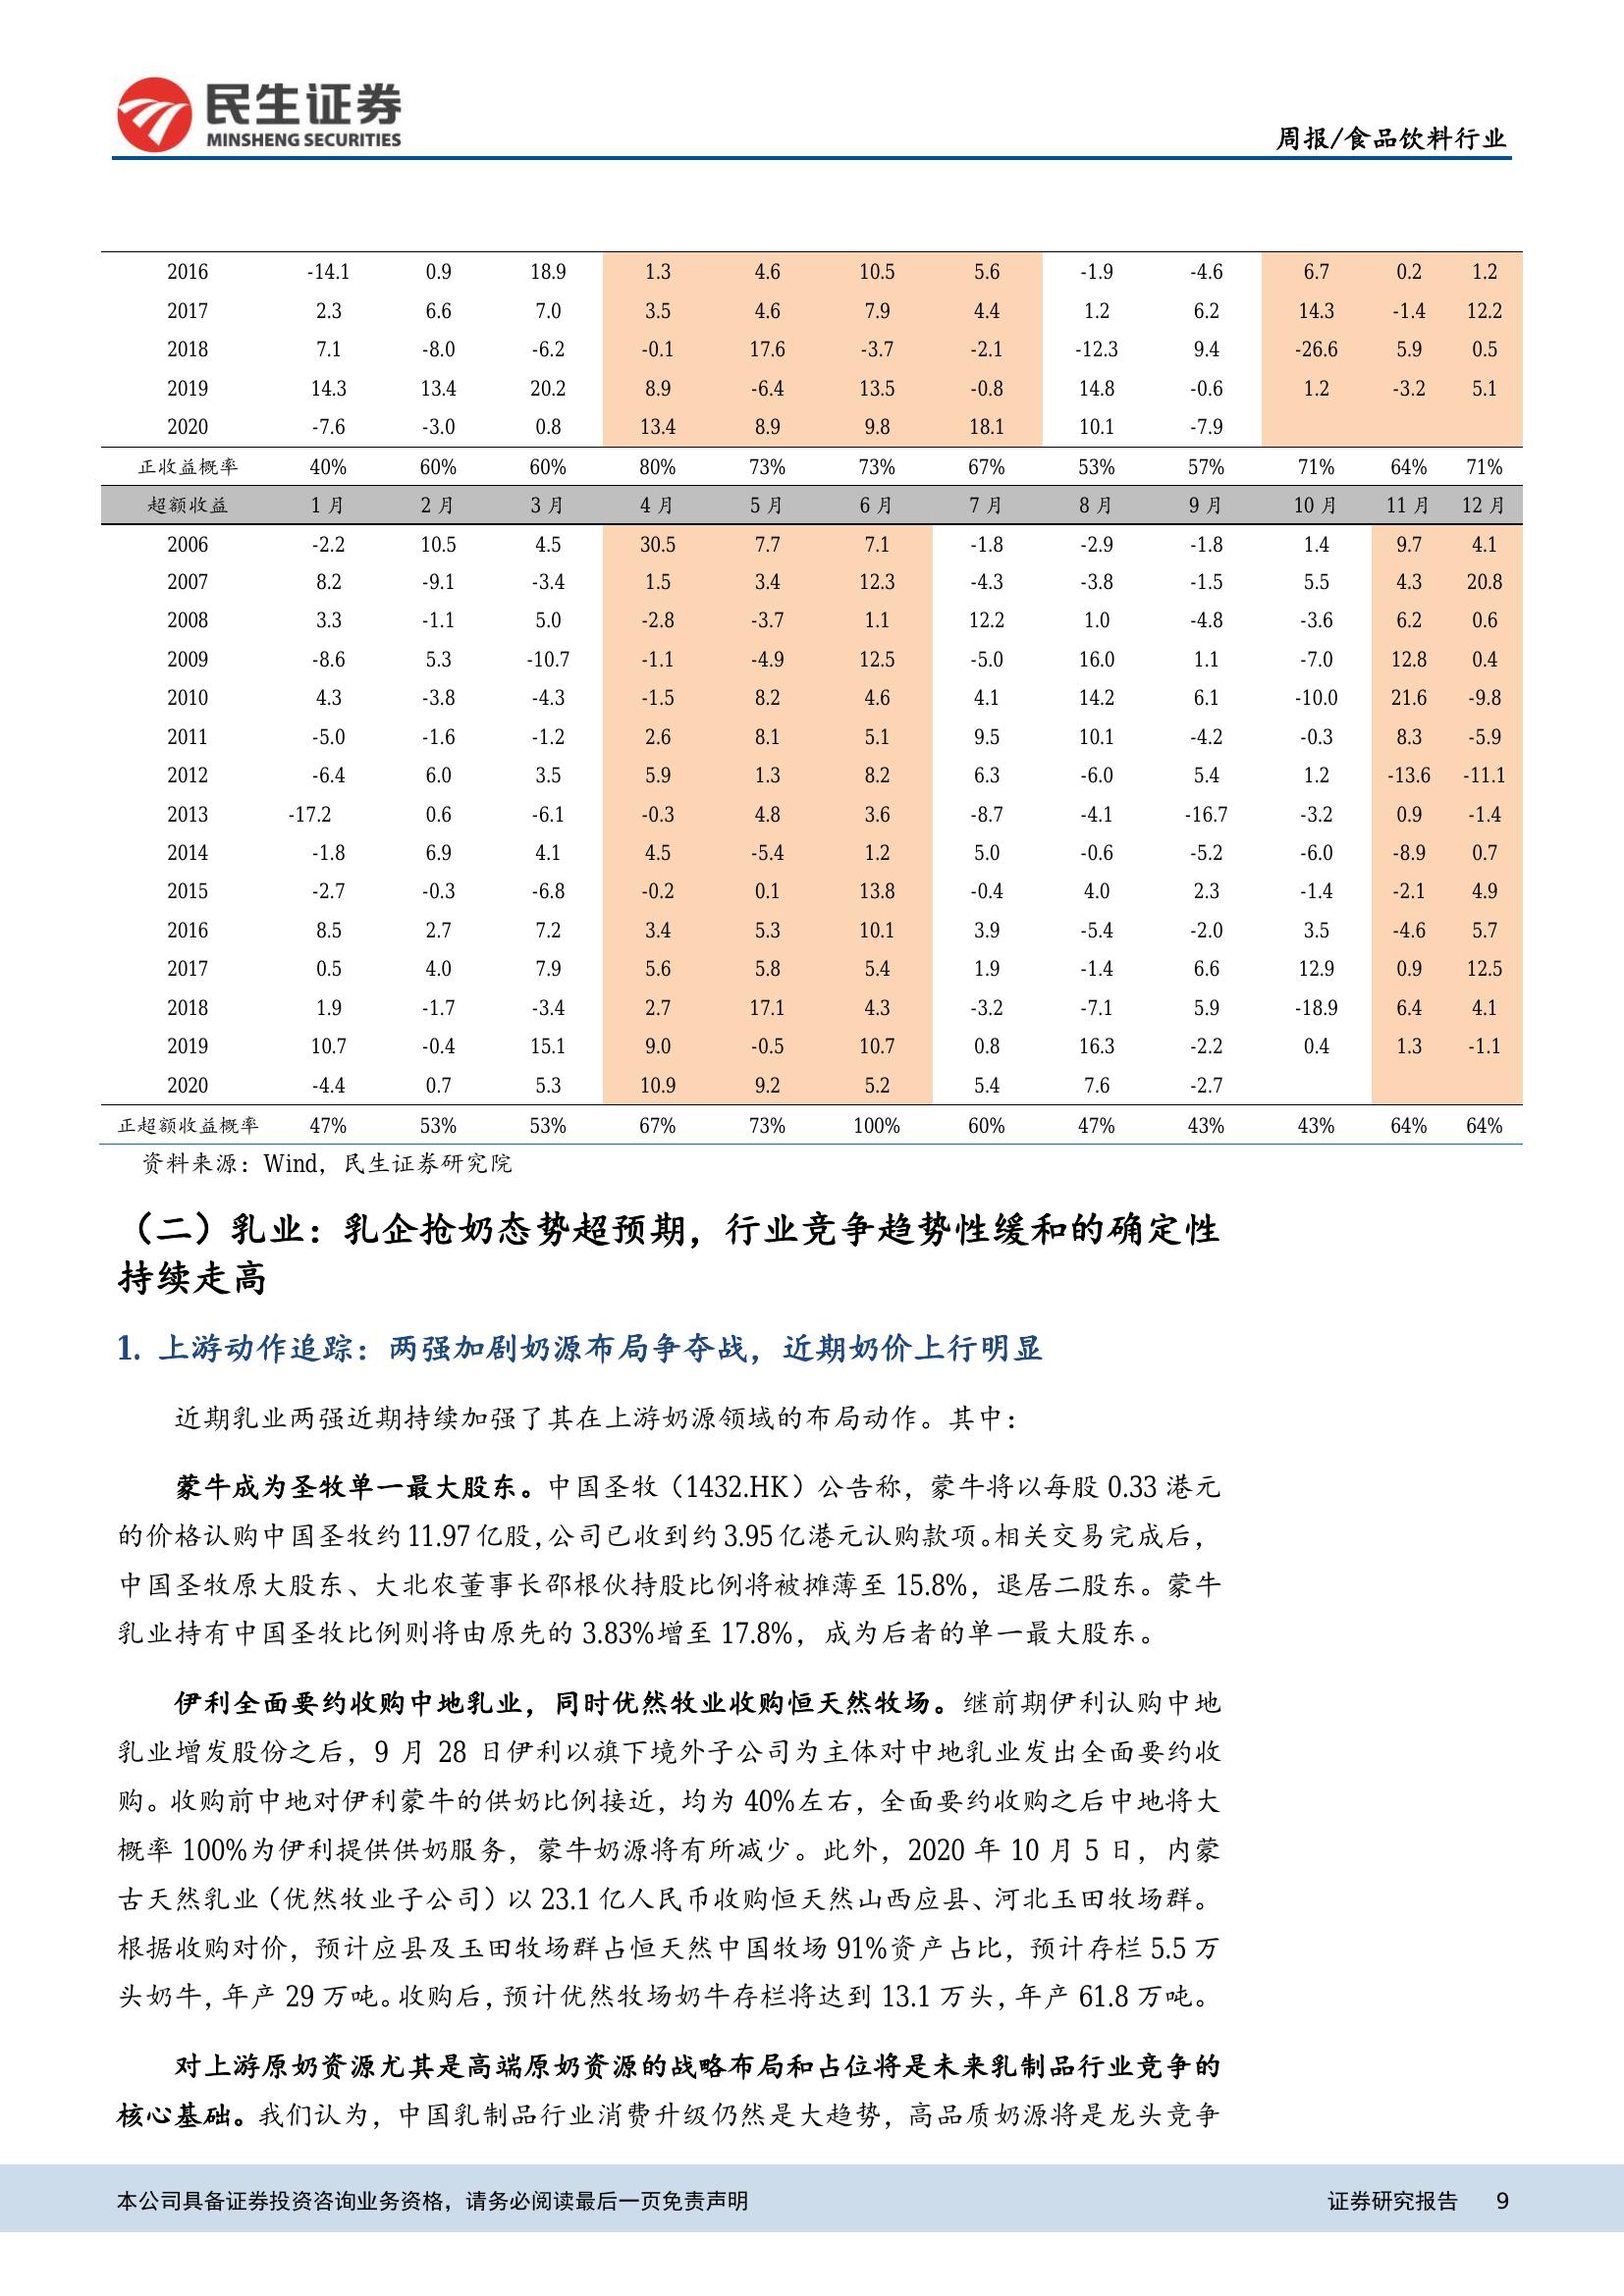 民生证券
MINSHENG SECURITIES
周报/食品饮料行业
2016 -14.1 0.9 18.9 1.3 4.6 10.5 5.6 -1.9 -4.6 6.7 0.2 1.2
2017 2.3 6.6 7.0 3.5 4.6 7.9 4.4 1.2 6.2 14.3 -1.4 12.2
2018 7.1 -8.0 -6.2 -0.1 17.6 -3.7 -2.1 -12.3 9.4 -26.6 5.9 0.5
2019 14.3 13.4 20.2 8.9 -6.4 13.5 -0.8 14.8 -0.6 1.2 -3.2 5.1
2020 -7.6 -3.0 0.8 13.4 8.9 9.8 18.1 10.1 -7.9
正收益概率 40% 60% 60% 80% 73% 73% 67% 53% 57% 71% 64% 71%
超额收益 1 月 2 月 3 月 4 月 5 月 6 月 7 月 8 月 9 月 10 月 11 月 12 月
2006 -2.2 10.5 4.5 30.5 7.7 7.1 -1.8 -2.9 -1.8 1.4 9.7 4.1
2007 8.2 -9.1 -3.4 1.5 3.4 12.3 -4.3 -3.8 -1.5 5.5 4.3 20.8
2008 3.3 -1.1 5.0 -2.8 -3.7 1.1 12.2 1.0 -4.8 -3.6 6.2 0.6
2009 -8.6 5.3 -10.7 -1.1 -4.9 12.5 -5.0 16.0 1.1 -7.0 12.8 0.4
2010 4.3 -3.8 -4.3 -1.5 8.2 4.6 4.1 14.2 6.1 -10.0 21.6 -9.8
2011 -5.0 -1.6 -1.2 2.6 8.1 5.1 9.5 10.1 -4.2 -0.3 8.3 -5.9
2012 -6.4 6.0 3.5 5.9 1.3 8.2 6.3 -6.0 5.4 1.2 -13.6 -11.1
2013 -17.2 0.6 -6.1 -0.3 4.8 3.6 -8.7 -4.1 -16.7 -3.2 0.9 -1.4
2014 -1.8 6.9 4.1 4.5 -5.4 1.2 5.0 -0.6 -5.2 -6.0 -8.9 0.7
2015 -2.7 -0.3 -6.8 -0.2 0.1 13.8 -0.4 4.0 2.3 -1.4 -2.1 4.9
2016 8.5 2.7 7.2 3.4 5.3 10.1 3.9 -5.4 -2.0 3.5 -4.6 5.7
2017 0.5 4.0 7.9 5.6 5.8 5.4 1.9 -1.4 6.6 12.9 0.9 12.5
2018 1.9 -1.7 -3.4 2.7 17.1 4.3 -3.2 -7.1 5.9 -18.9 6.4 4.1
2019 10.7 -0.4 15.1 9.0 -0.5 10.7 0.8 16.3 -2.2 0.4 1.3 -1.1
2020 -4.4 0.7 5.3 10.9 9.2 5.2 5.4 7.6 -2.7
正超额收益概率 47% 53% 53% 67% 73% 100% 60% 47% 43% 43% 64% 64%
资料来源：Wind，民生证券研究院
（二）乳业：乳企抢奶态势超预期，行业竞争趋势性缓和的确定性
持续走高
1. 上游动作追踪：两强加剧奶源布局争夺战，近期奶价上行明显
近期乳业两强近期持续加强了其在上游奶源领域的布局动作。其中：
蒙牛成为圣牧单一最大股东。中国圣牧（1432.HK）公告称，蒙牛将以每股 0.33 港元
的价格认购中国圣牧约 11.97 亿股，公司已收到约 3.95 亿港元认购款项。相关交易完成后，
中国圣牧原大股东、大北农董事长邵根伙持股比例将被摊薄至 15.8%，退居二股东。蒙牛
乳业持有中国圣牧比例则将由原先的 3.83%增至 17.8%，成为后者的单一最大股东。
伊利全面要约收购中地乳业，同时优然牧业收购恒天然牧场。继前期伊利认购中地
乳业增发股份之后，9 月 28 日伊利以旗下境外子公司为主体对中地乳业发出全面要约收
购。收购前中地对伊利蒙牛的供奶比例接近，均为 40%左右，全面要约收购之后中地将大
概率 100%为伊利提供供奶服务，蒙牛奶源将有所减少。此外，2020 年 10 月 5 日，内蒙
古天然乳业（优然牧业子公司）以 23.1 亿人民币收购恒天然山西应县、河北玉田牧场群。
根据收购对价，预计应县及玉田牧场群占恒天然中国牧场 91%资产占比，预计存栏 5.5 万
头奶牛，年产 29 万吨。收购后，预计优然牧场奶牛存栏将达到 13.1 万头，年产 61.8 万吨。
对上游原奶资源尤其是高端原奶资源的战略布局和占位将是未来乳制品行业竞争的
核心基础。我们认为，中国乳制品行业消费升级仍然是大趋势，高品质奶源将是龙头竞争
本公司具备证券投资咨询业务资格，请务必阅读最后一页免责声明
证券研究报告 9